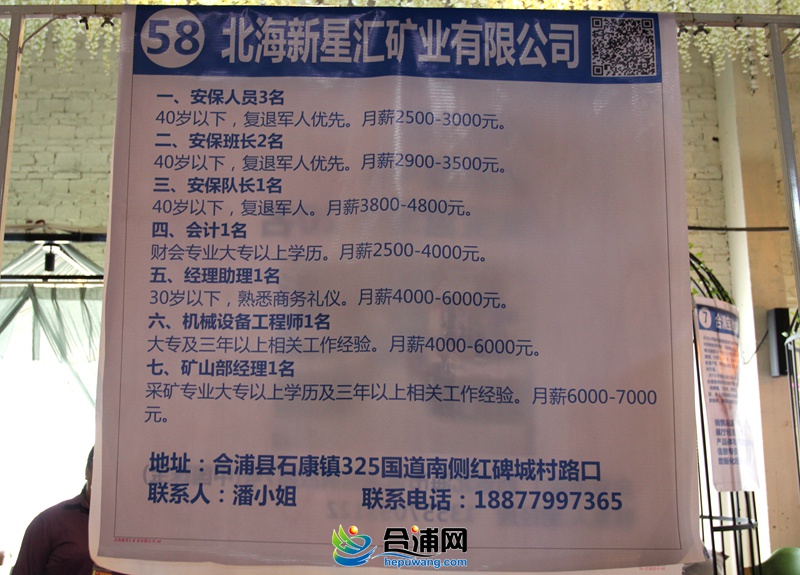 58 北海新星汇矿业有限公司
一、安保人员3名
40岁以下，复退军人优先。月薪2500-3000元。
二、安保班长2名
40岁以下，复退军人优先。月薪2900-3500元。
三、安保队长1名
40岁以下，复退军人。月薪3800-4800元。
四、会计1名
财会专业大专以上学历。月薪2500-4000元。
五、经理助理1名
30岁以下，熟悉商务礼仪。月薪4000-6000元。
六、机械设备工程师1名
大专及三年以上相关工作经验。月薪4000-6000元。
七、矿山部经理1名
采矿专业大专以上学历及三年以上相关工作经验。月薪6000-7000
元。
地址：合浦县石康镇325国道南侧红碑城村路口
联系人：潘小姐 联系电话：18877997365
合浦网
hepuwang.com
7